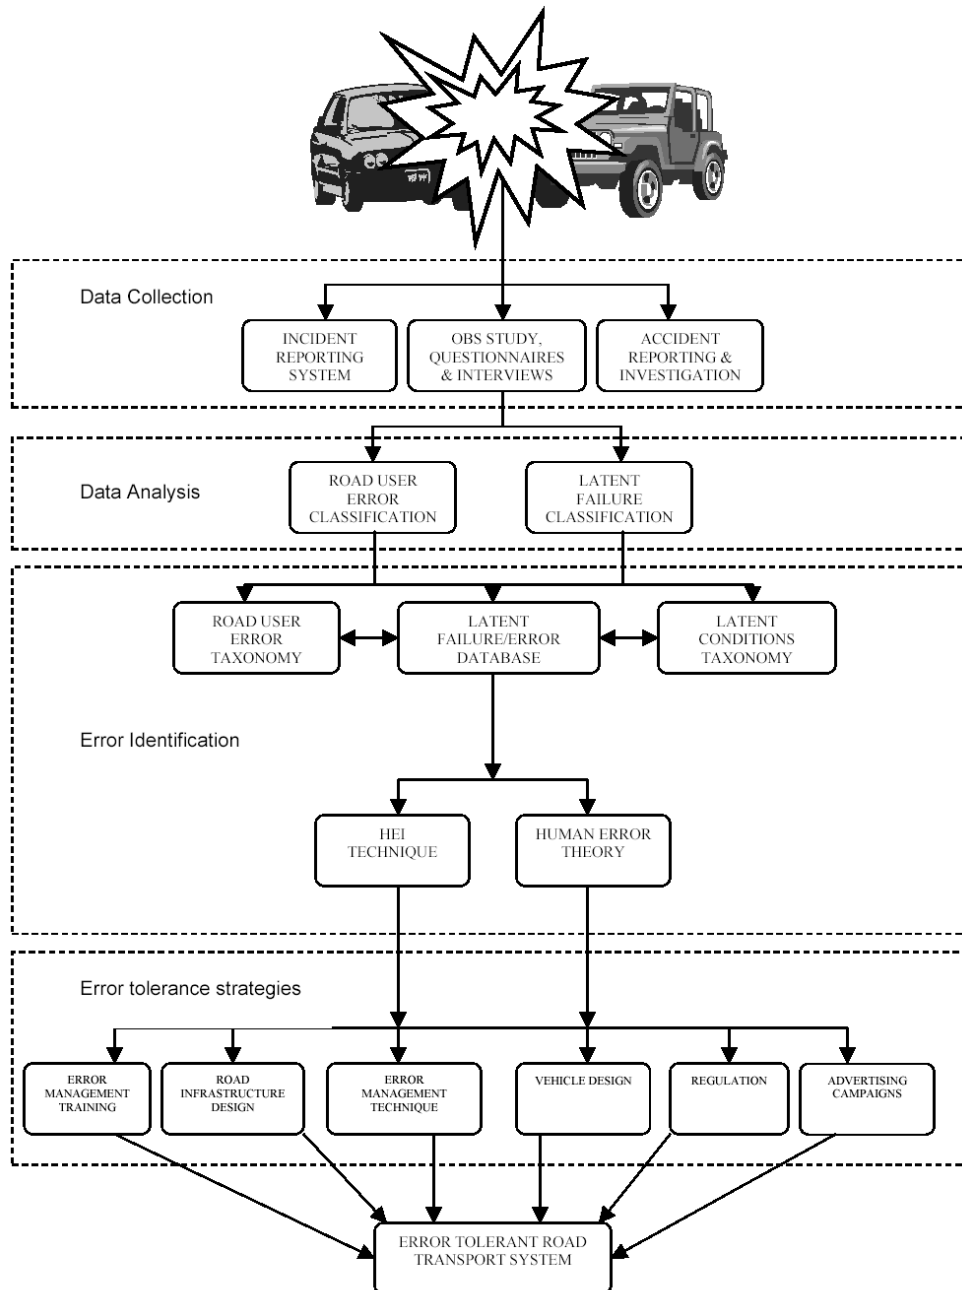 Data Collection
INCIDENT
REPORTING
SYSTEM
OBS STUDY,
QUESTIONNAIRES
& INTERVIEWS
ACCIDENT
REPORTING &
INVESTIGATION
Data Analysis
ROAD USER
ERROR
CLASSIFICATION
LATENT
FAILURE
CLASSIFICATION
ROAD USER
ERROR
TAXONOMY
LATENT
FAILURE/ERROR
DATABASE
LATENT
CONDITIONS
TAXONOMY
Error Identification
HEI
TECHNIQUE
HUMAN ERROR
THEORY
Error tolerance strategies
ERROR
MANAGEMENT
TRAINING
ROAD
INFRASTRUCTURE
DESIGN
ERROR
MANAGEMENT
TECHNIQUE
VEHICLE DESIGN
REGULATION
ADVERTISING
CAMPAIGNS
ERROR TOLERANT ROAD
TRANSPORT SYSTEM